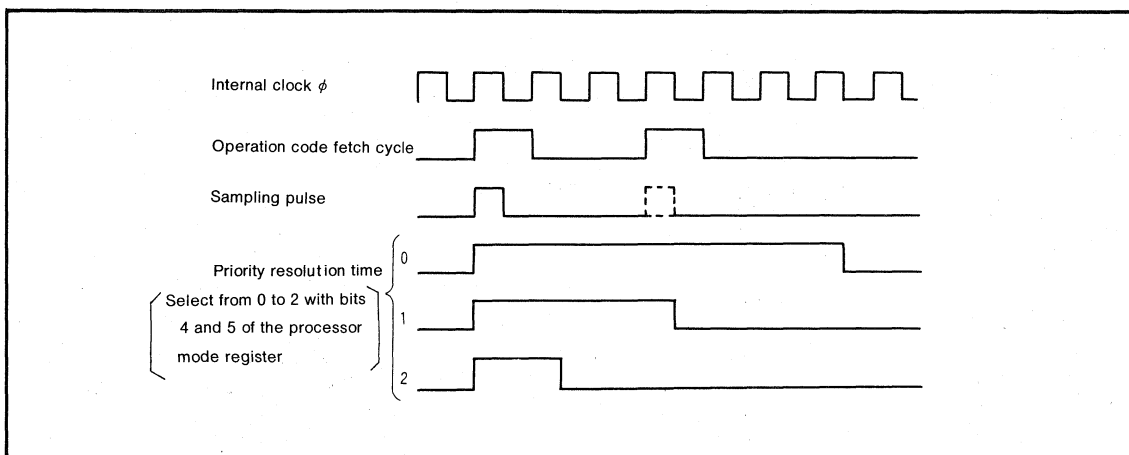 Internal clock φ
Operation code fetch cycle
Sampling pulse
Priority resolution time
Select from 0 to 2 with bits
4 and 5 of the processor
mode register
0
1
2